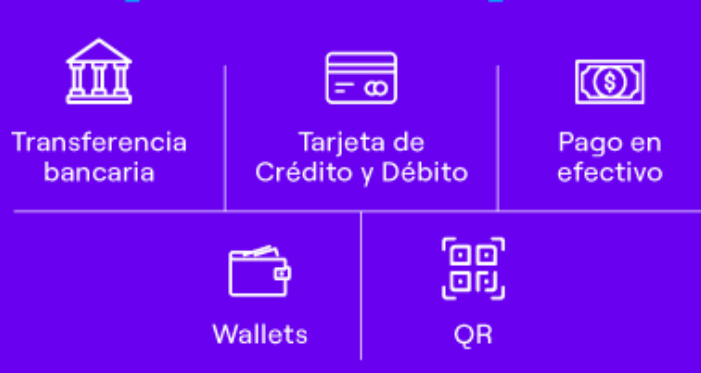 Transferencia
bancaria
Tarjeta de
Crédito y Débito
Pago en
efectivo
Wallets
QR